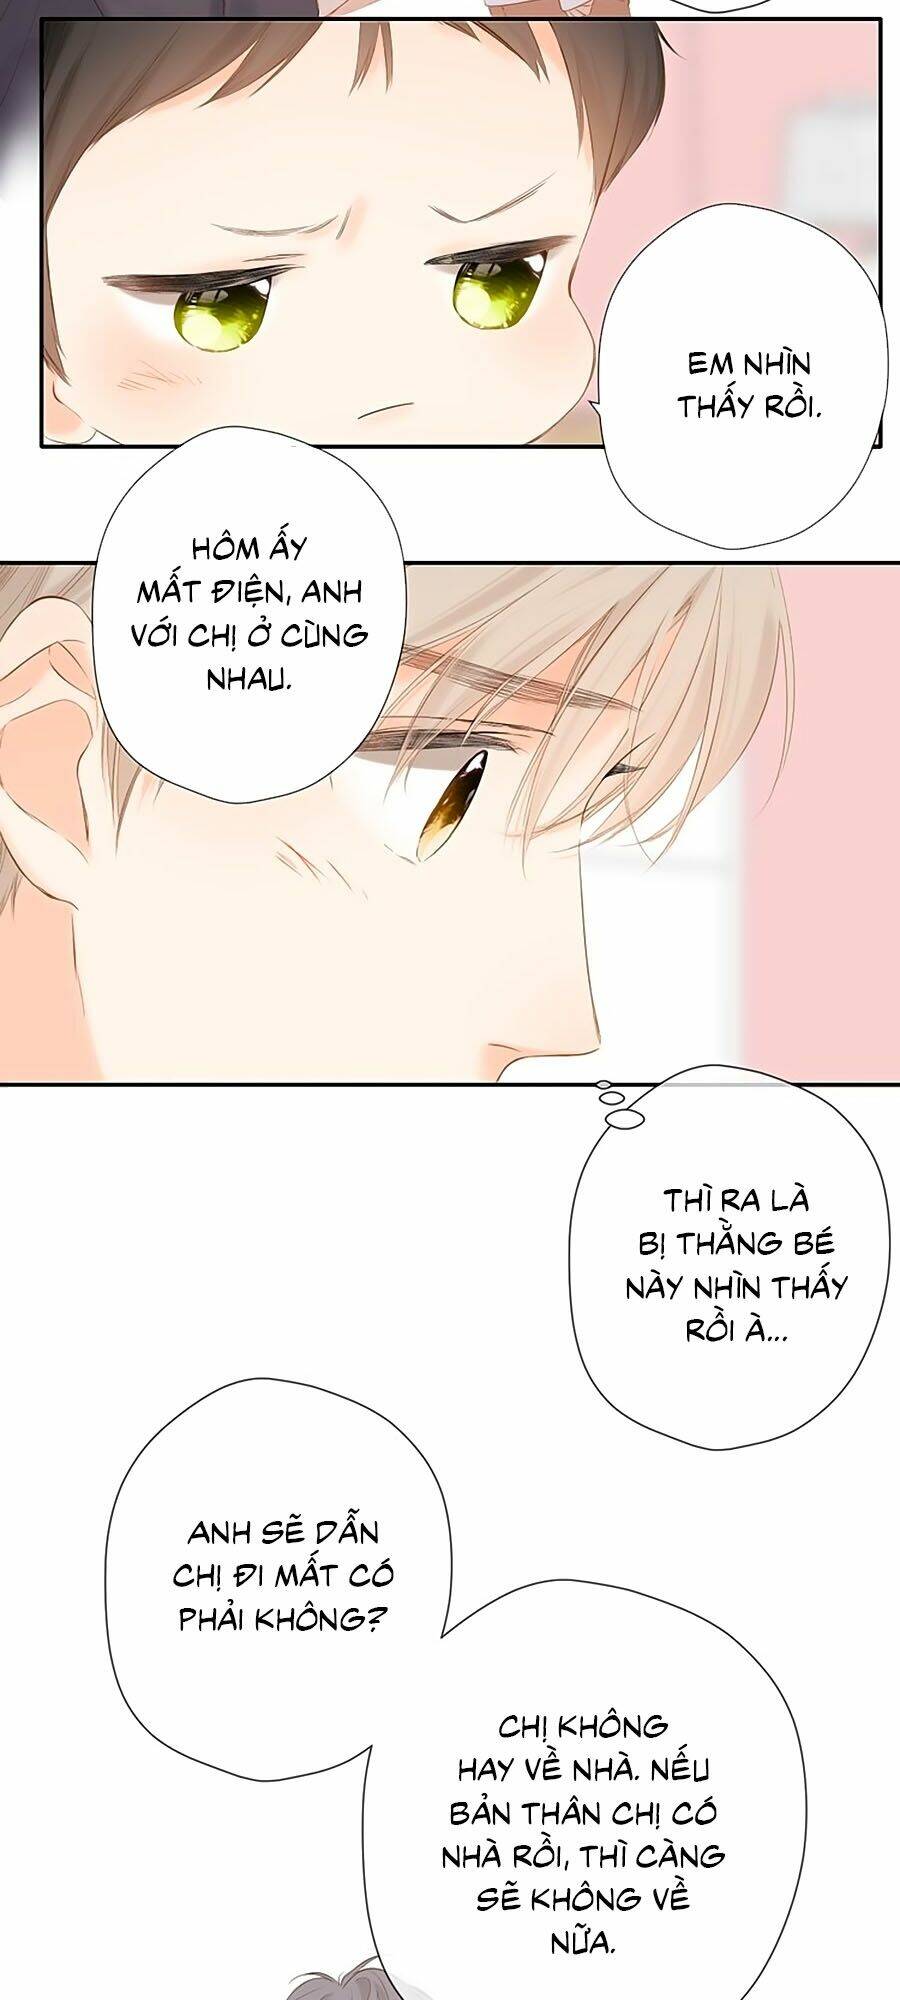 EM NHÌN
THẤY RỒI.
HÔM ẤY
MẤT ĐIỆN, ANH
VỚI CHỊ Ở CÙNG
NHAU.
THÌ RA LÀ
BỊ THẰNG BÉ
NÀY NHÌN THẤY
RỒI À...
ANH SẼ DẪN
CHỊ ĐI MẤT CÓ
PHẢI KHÔNG?
CHỊ KHÔNG
HAY VỀ NHÀ. NẾU
BẢN THÂN CHỊ CÓ
NHÀ RỒI, THÌ CÀNG
SẼ KHÔNG VỀ
NỮA.